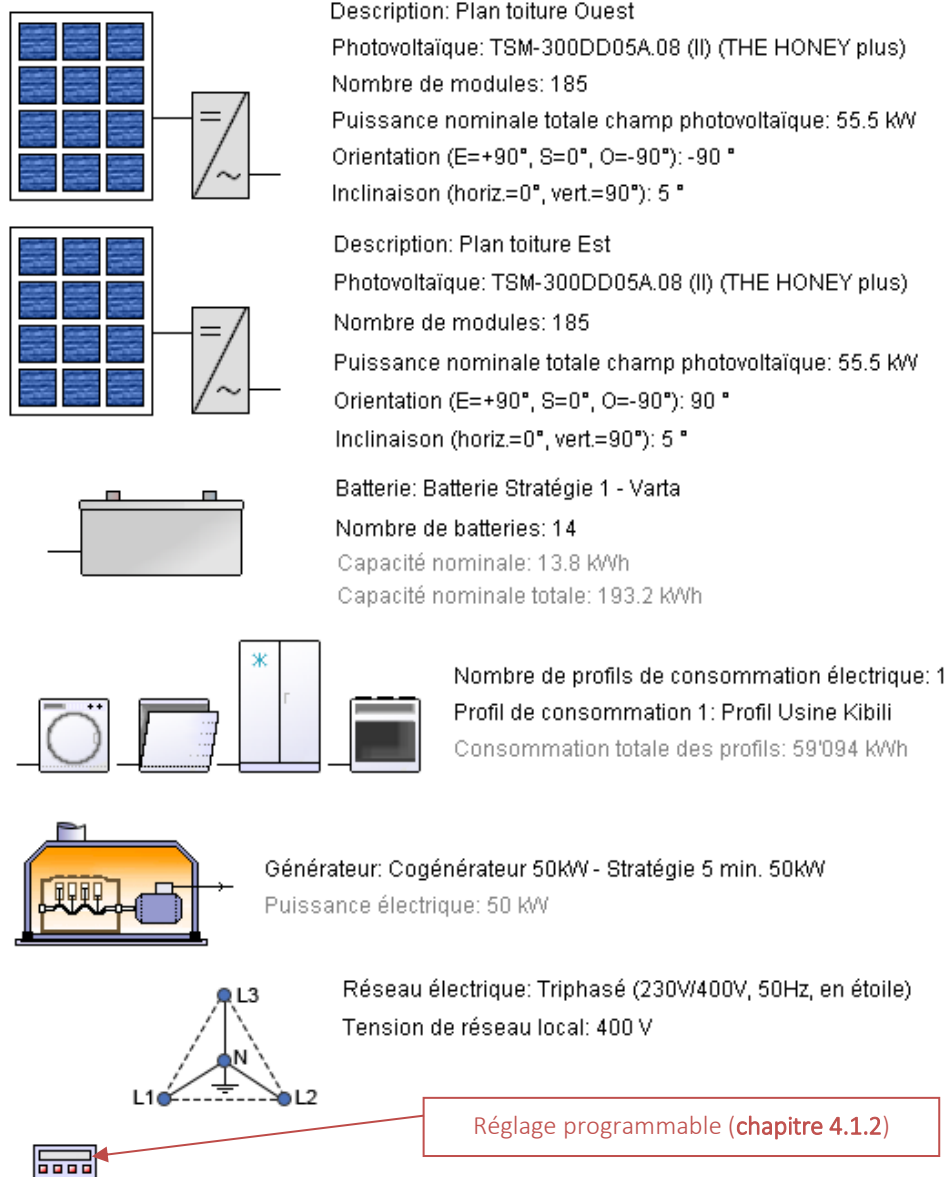 Description: Plan toiture Ouest
Photovoltaïque: TSM-300DD05A.08 (II) (THE HONEY plus)
Nombre de modules: 185
Puissance nominale totale champ photovoltaïque: 55.5 kW
Orientation (E=+90°, S=0°, O=-90°): -90 °
Inclinaison (horiz.=0°, vert.=90°): 5 °
Description: Plan toiture Est
Photovoltaïque: TSM-300DD05A.08 (II) (THE HONEY plus)
Nombre de modules: 185
Puissance nominale totale champ photovoltaïque: 55.5 kW
Orientation (E=+90°, S=0°, O=-90°): 90 °
Inclinaison (horiz.=0°, vert.=90°): 5 °
Batterie: Batterie Stratégie 1 - Varta
Nombre de batteries: 14
Capacité nominale: 13.8 kWh
Capacité nominale totale: 193.2 kWh
Nombre de profils de consommation électrique: 1
Profil de consommation 1: Profil Usine Kibili
Consommation totale des profils: 59'094 kWh
Générateur: Cogénérateur 50kW - Stratégie 5 min. 50kW
Puissance électrique: 50 kW
Réseau électrique: Triphasé (230V/400V, 50Hz, en étoile)
Tension de réseau local: 400 V
L3
N
L1
L2
Réglage programmable (chapitre 4.1.2)